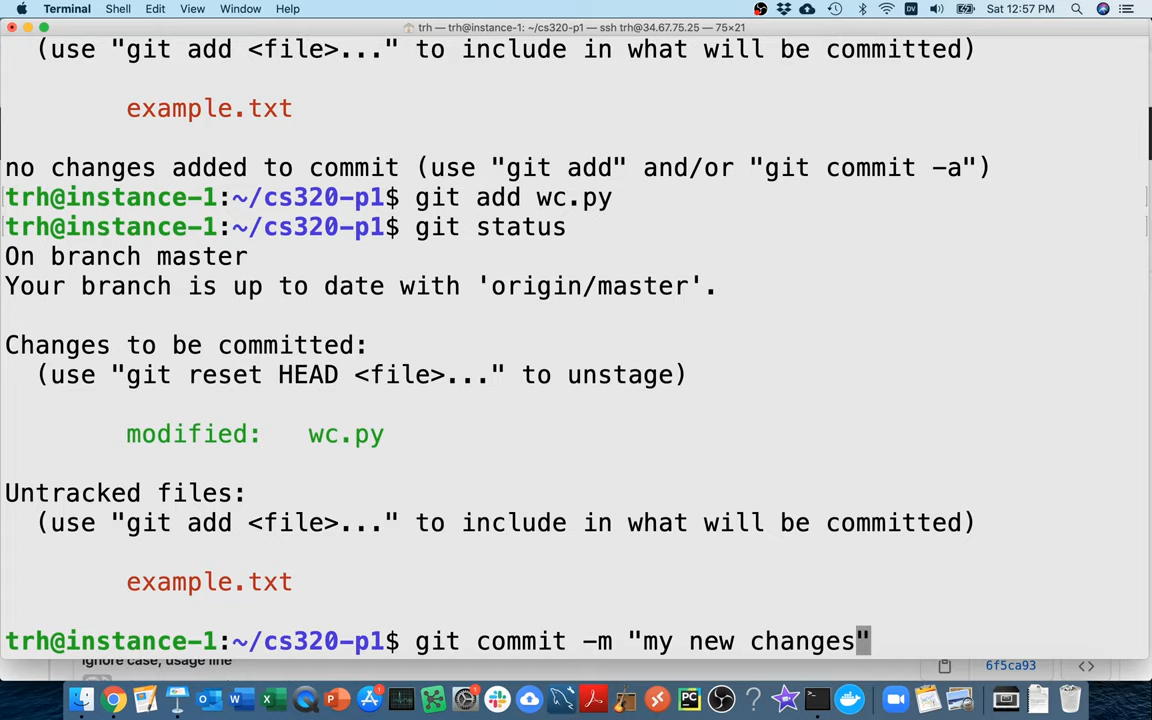 Terminal Shell Edit View Window Help Sat 12:57 PM
trh — trh@instance-1: ~/cs320-p1 — ssh trh@34.67.75.25 — 75×21
(use "git add <file>..." to include in what will be committed)
example.txt
no changes added to commit (use "git add" and/or "git commit -a")
trh@instance-1:~/cs320-p1$ git add wc.py
trh@instance-1:~/cs320-p1$ git status
On branch master
Your branch is up to date with 'origin/master'.
Changes to be committed:
(use "git reset HEAD <file>..." to unstage)
modified:   wc.py
Untracked files:
(use "git add <file>..." to include in what will be committed)
example.txt
trh@instance-1:~/cs320-p1$ git commit -m "my new changes"
ignore case, usage line 6f5ca93